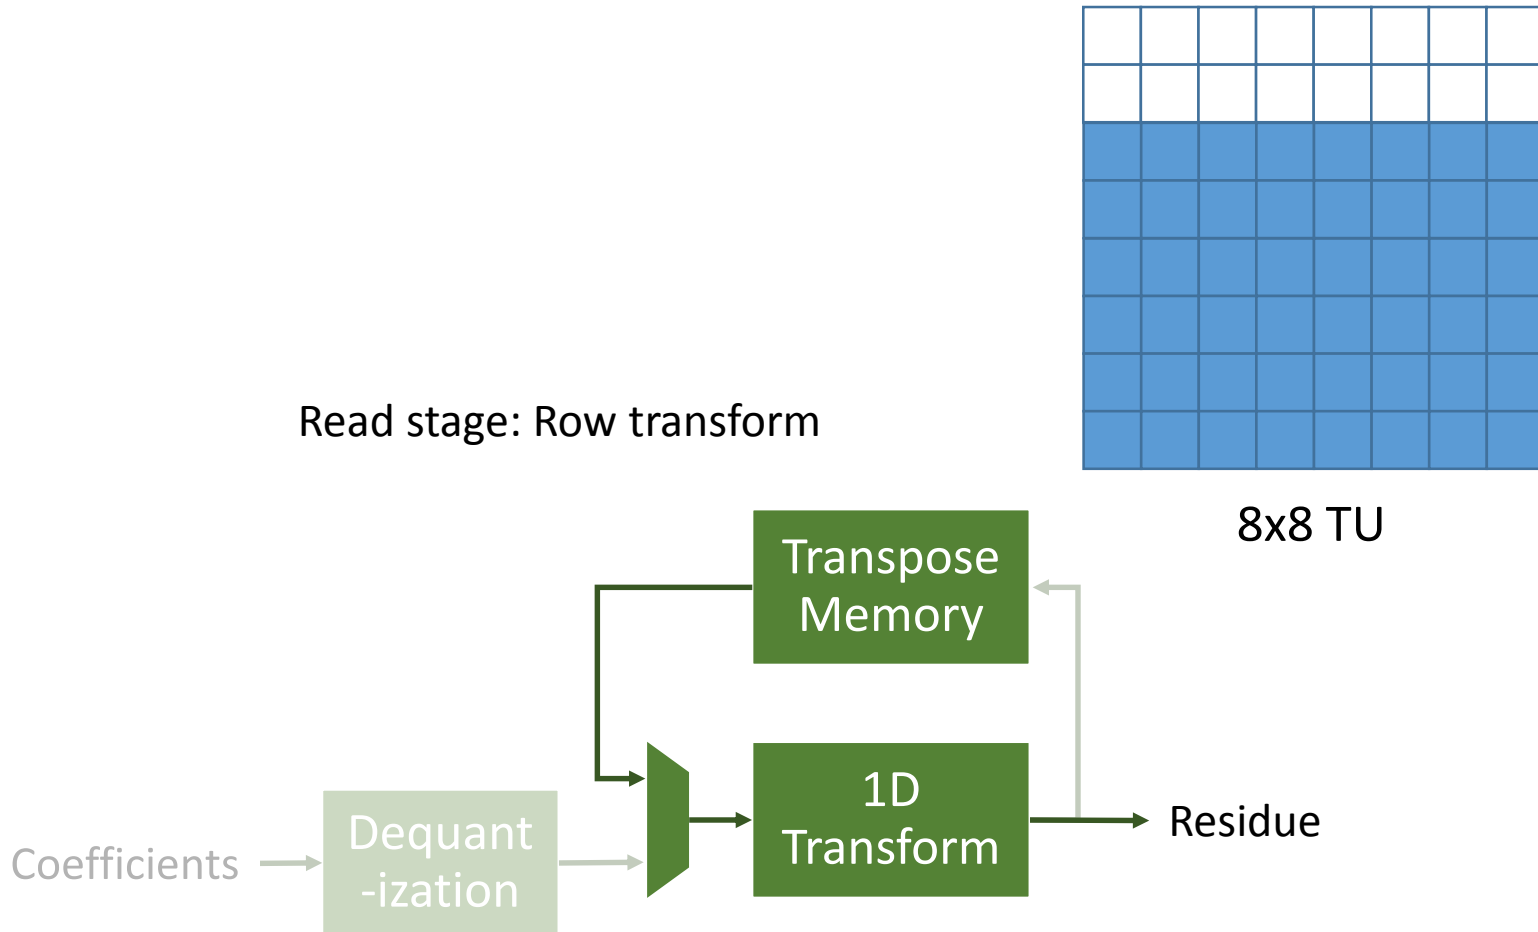 Read stage: Row transform
8x8 TU
Transpose
Memory
1D
Transform
Residue
Dequant
-ization
Coefficients